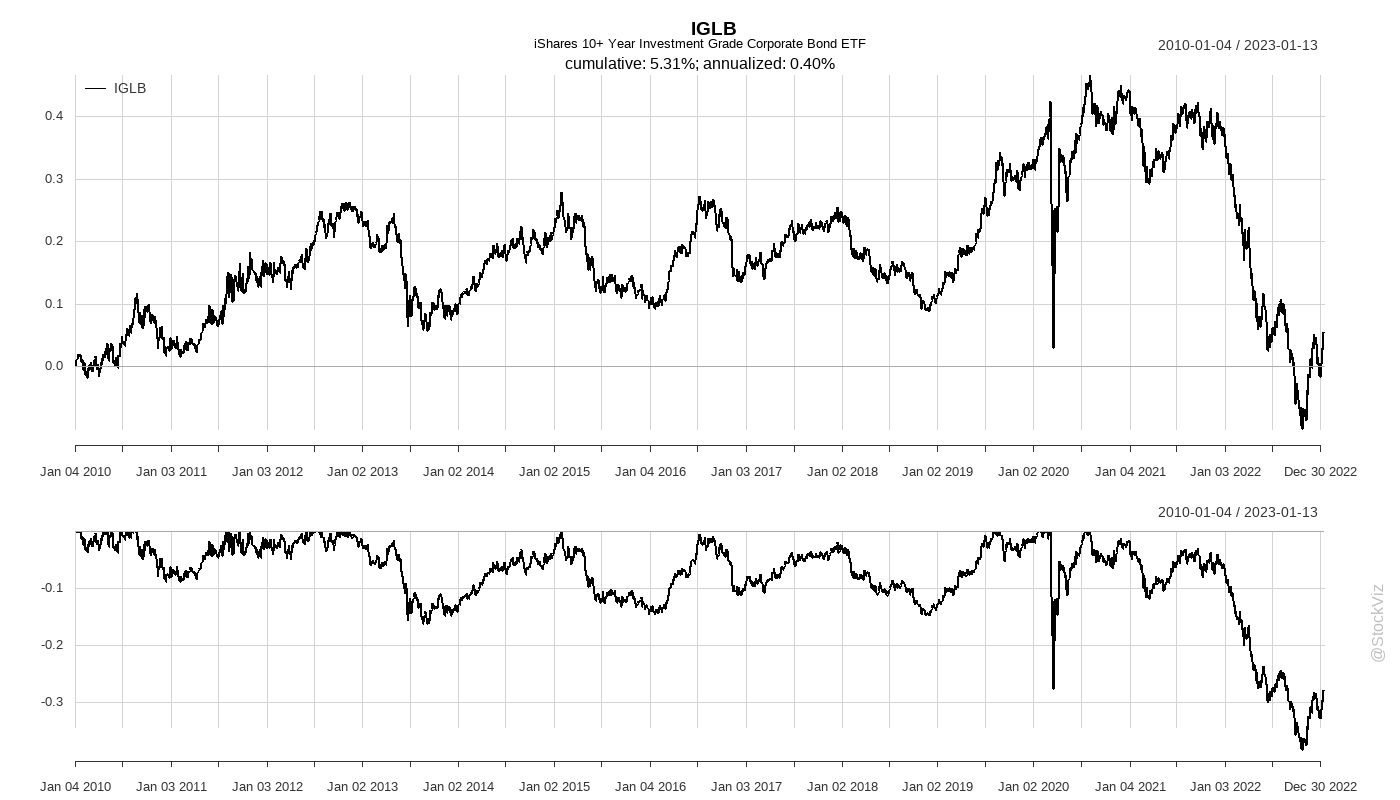 IGLB
iShares 10+ Year Investment Grade Corporate Bond ETF
2010-01-04 / 2023-01-13
cumulative: 5.31%; annualized: 0.40%
IGLB
0.4
0.3
0.2
0.1
0.0
Jan 04 2010 Jan 03 2011 Jan 03 2012 Jan 02 2013 Jan 02 2014 Jan 02 2015 Jan 04 2016 Jan 03 2017 Jan 02 2018 Jan 02 2019 Jan 02 2020 Jan 04 2021 Jan 03 2022 Dec 30 2022
2010-01-04 / 2023-01-13
-0.1
-0.2
-0.3
Jan 04 2010 Jan 03 2011 Jan 03 2012 Jan 02 2013 Jan 02 2014 Jan 02 2015 Jan 04 2016 Jan 03 2017 Jan 02 2018 Jan 02 2019 Jan 02 2020 Jan 04 2021 Jan 03 2022 Dec 30 2022
@StockViz